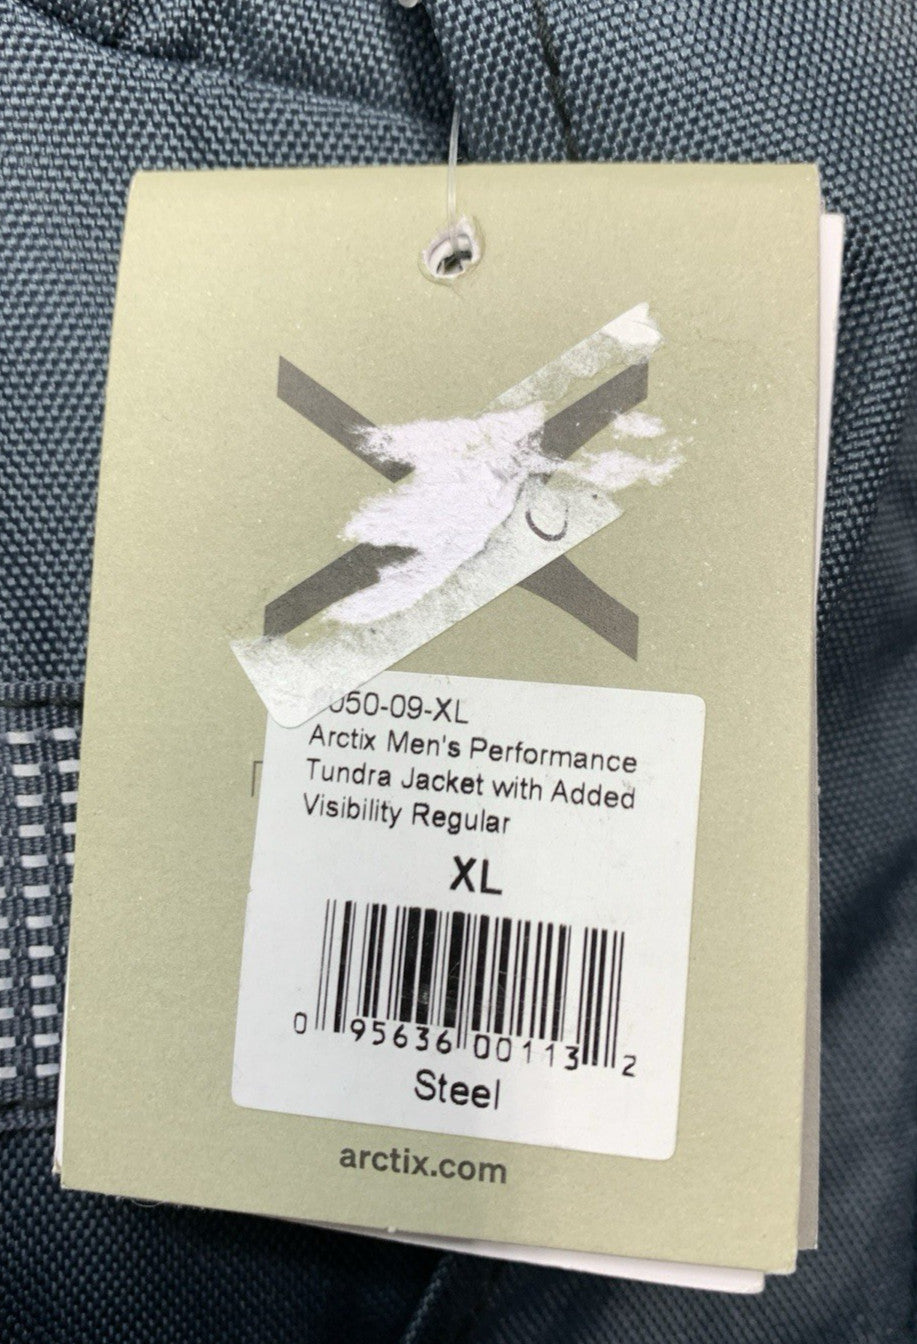 050-09-XL
Arctix Men's Performance
Tundra Jacket with Added
Visibility Regular
XL
0 95636 00113 2
Steel
arctix.com